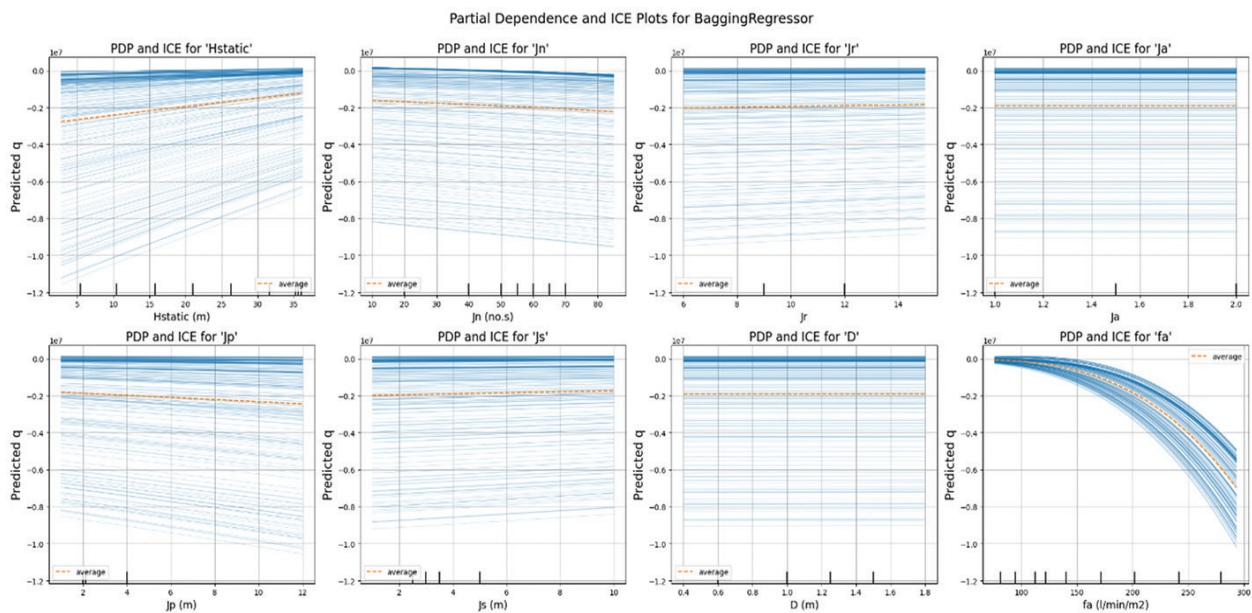 Partial Dependence and ICE Plots for BaggingRegressor
PDP and ICE for 'Hstatic'
1e7
0.0
−0.2
−0.4
−0.6
−0.8
−1.0
−1.2
Predicted q
5 10 15 20 25 30 35
Hstatic (m)
average
PDP and ICE for 'Jn'
1e7
0.0
−0.2
−0.4
−0.6
−0.8
−1.0
−1.2
Predicted q
10 20 30 40 50 60 70 80
Jn (no.s)
average
PDP and ICE for 'Jr'
1e7
0.0
−0.2
−0.4
−0.6
−0.8
−1.0
−1.2
Predicted q
6 8 10 12 14
Jr
average
PDP and ICE for 'Ja'
1e7
0.0
−0.2
−0.4
−0.6
−0.8
−1.0
−1.2
Predicted q
1.0 1.2 1.4 1.6 1.8 2.0
Ja
average
PDP and ICE for 'Jp'
1e7
0.0
−0.2
−0.4
−0.6
−0.8
−1.0
−1.2
Predicted q
2 4 6 8 10 12
Jp (m)
average
PDP and ICE for 'Js'
1e7
0.0
−0.2
−0.4
−0.6
−0.8
−1.0
−1.2
Predicted q
2 4 6 8 10
Js (m)
average
PDP and ICE for 'D'
1e7
0.0
−0.2
−0.4
−0.6
−0.8
−1.0
−1.2
Predicted q
0.4 0.6 0.8 1.0 1.2 1.4 1.6 1.8
D (m)
average
PDP and ICE for 'fa'
1e7
0.0
−0.2
−0.4
−0.6
−0.8
−1.0
−1.2
Predicted q
100 150 200 250 300
fa (l/min/m2)
average